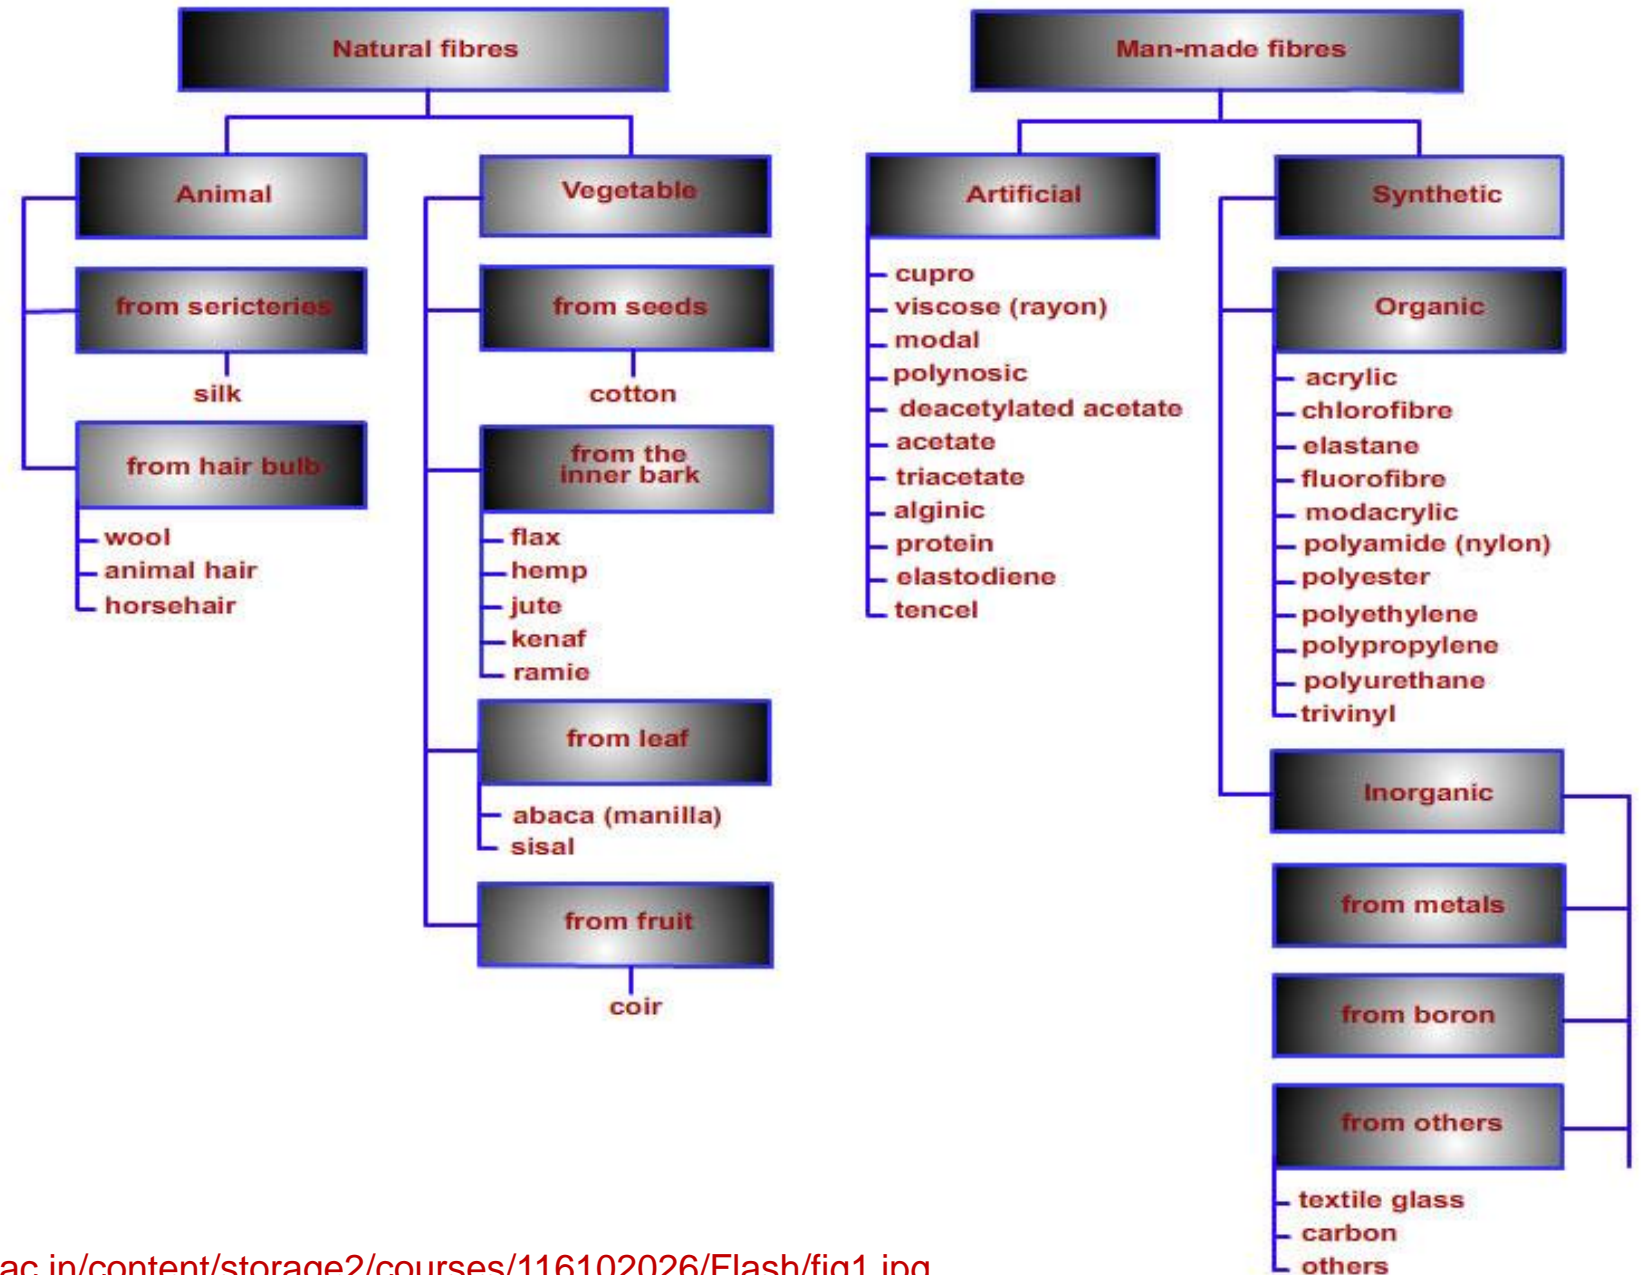 Natural fibres
Animal
from sericteries
silk
from hair bulb
wool
animal hair
horsehair
Vegetable
from seeds
cotton
from the
inner bark
flax
hemp
jute
kenaf
ramie
from leaf
abaca (manilla)
sisal
from fruit
coir
Man-made fibres
Artificial
cupro
viscose (rayon)
modal
polynosic
deacetylated acetate
acetate
triacetate
alginic
protein
elastodiene
tencel
Synthetic
Organic
acrylic
chlorofibre
elastane
fluorofibre
modacrylic
polyamide (nylon)
polyester
polyethylene
polypropylene
polyurethane
trivinyl
Inorganic
from metals
from boron
from others
textile glass
carbon
others
ac.in/content/storage2/courses/116102026/Flash/fig1.jpg